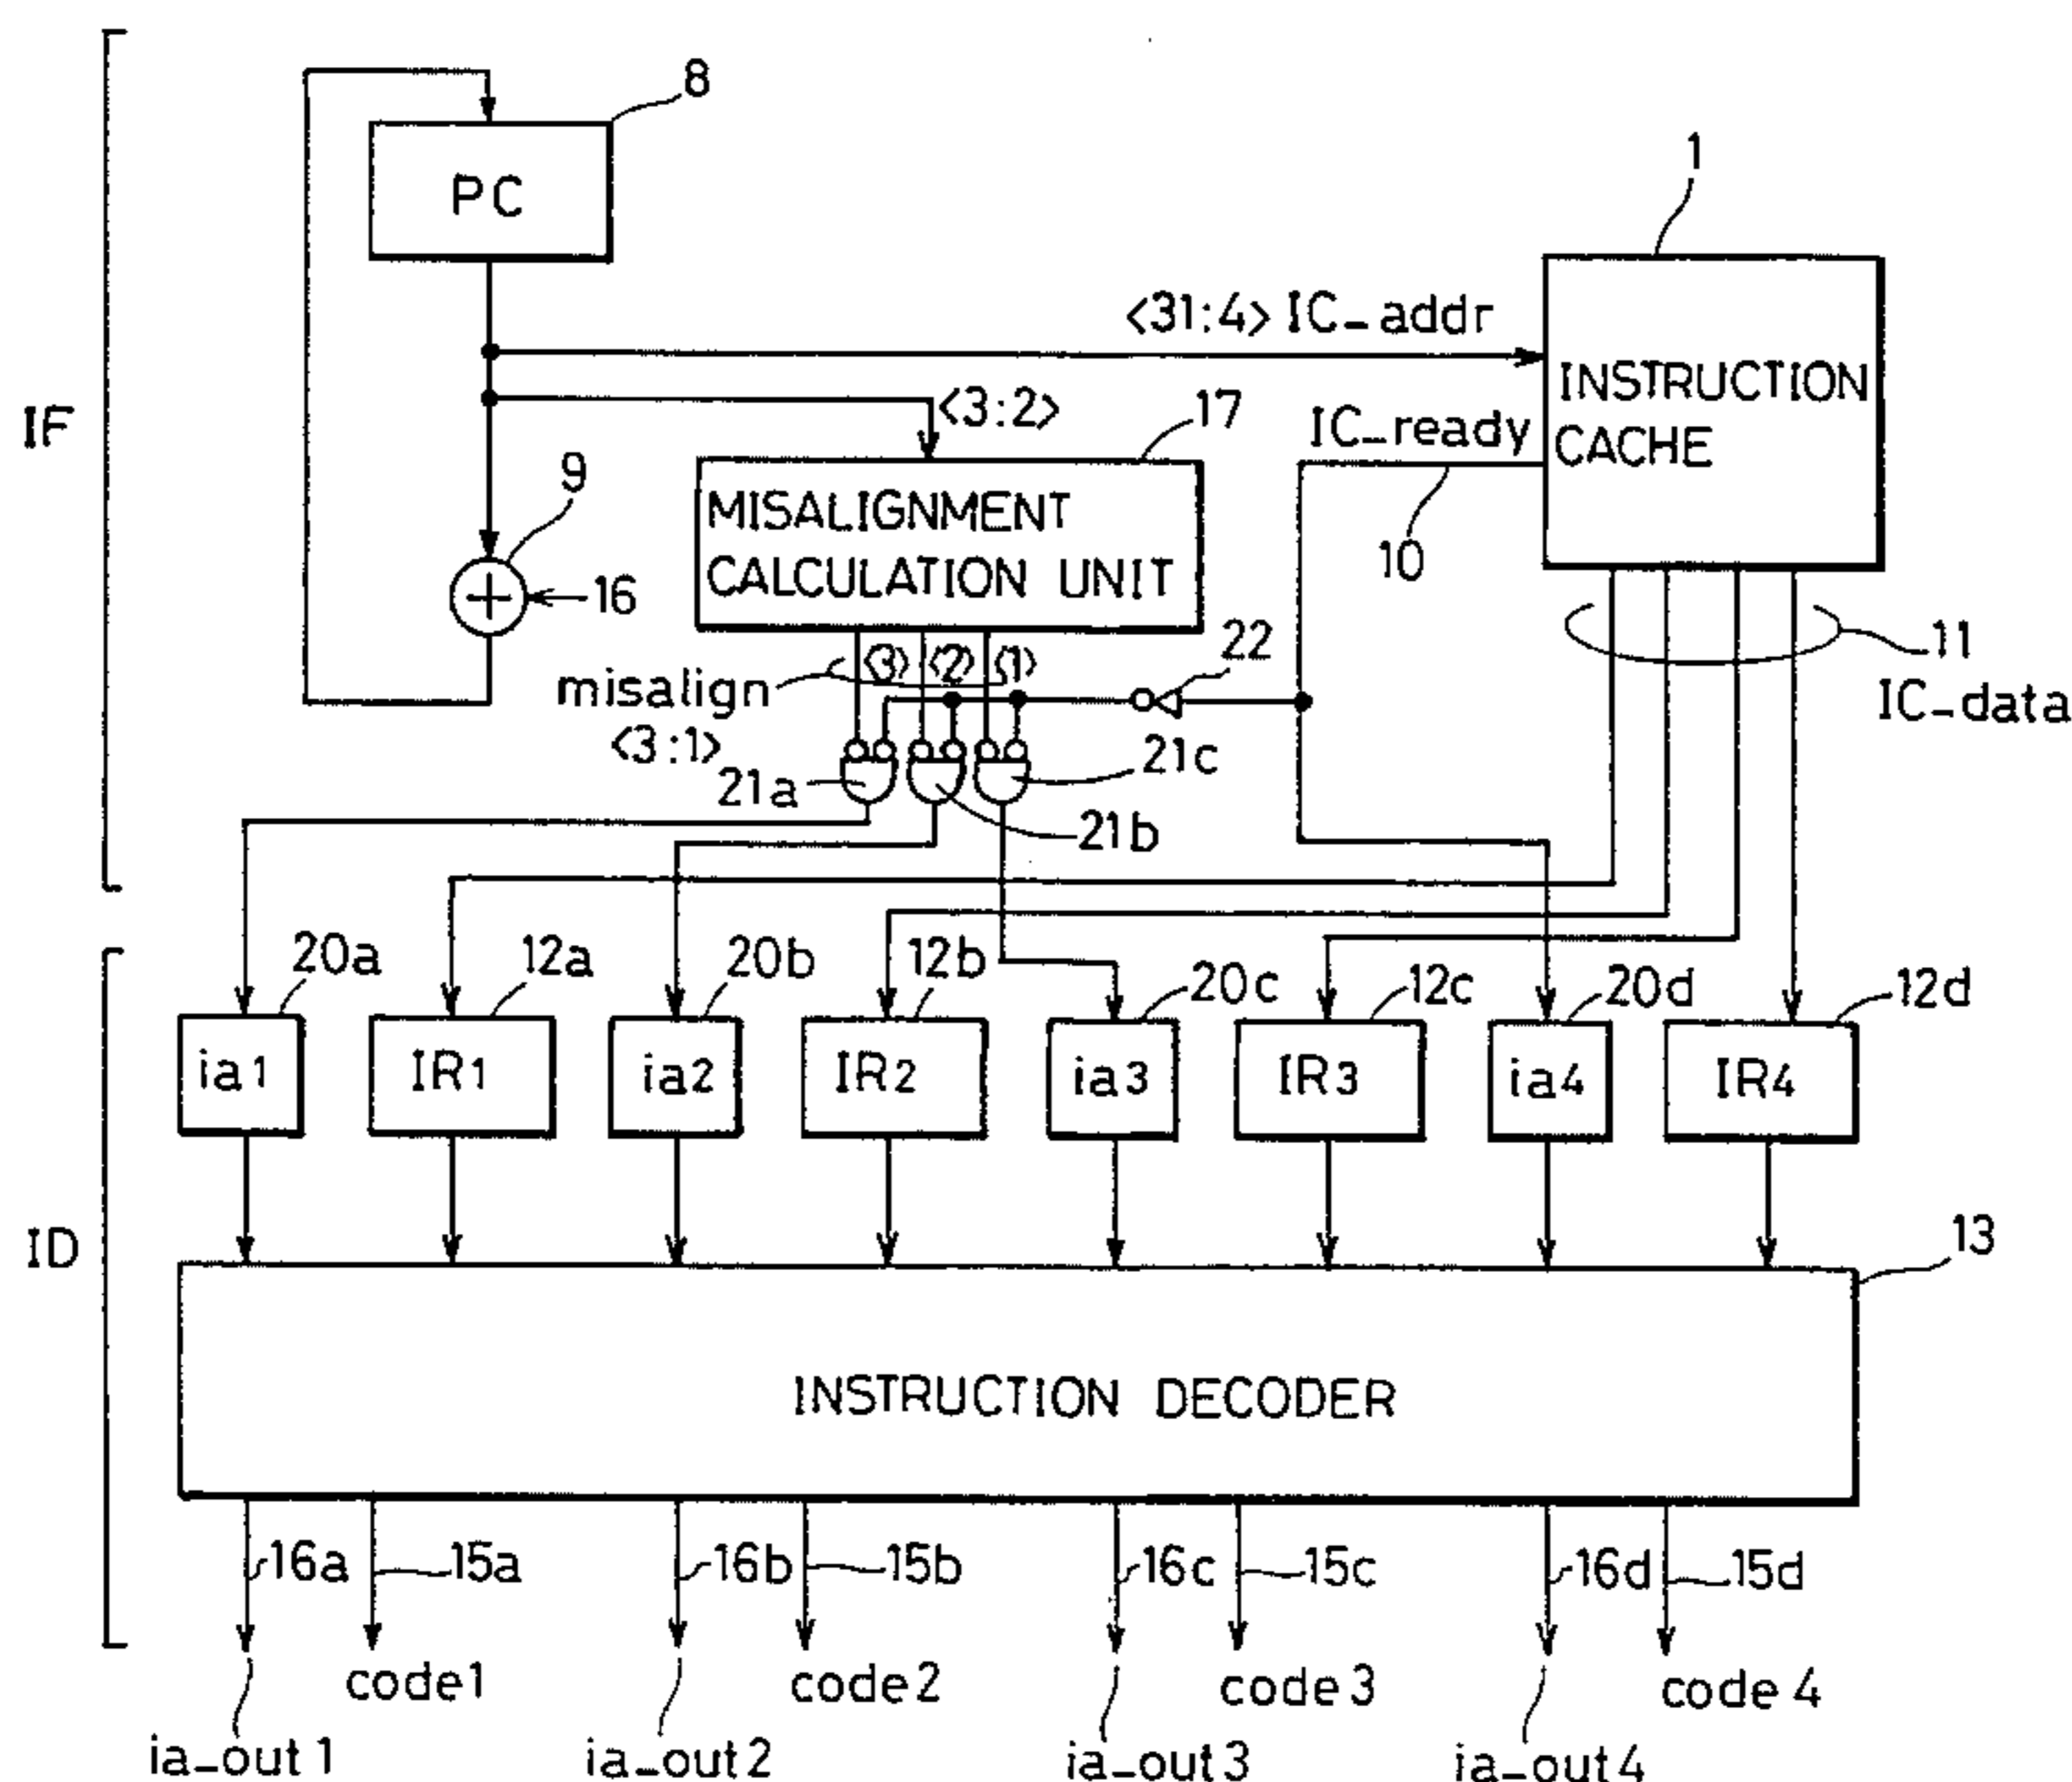 8
PC
1
<31:4> IC_addr
INSTRUCTION
CACHE
<3:2>
17
IC_ready
IF
9
MISALIGNMENT
CALCULATION UNIT
10
16
22
11
<3> <2> <1>
misalign
<3:1>
IC_data
21a
21c
21b
20a
12a
20b
12b
20c
12c
20d
12d
ia1
IR1
ia2
IR2
ia3
IR3
ia4
IR4
ID
13
INSTRUCTION DECODER
16a
15a
16b
15b
16c
15c
16d
15d
code1
code2
code3
code4
ia_out1
ia_out2
ia_out3
ia_out4